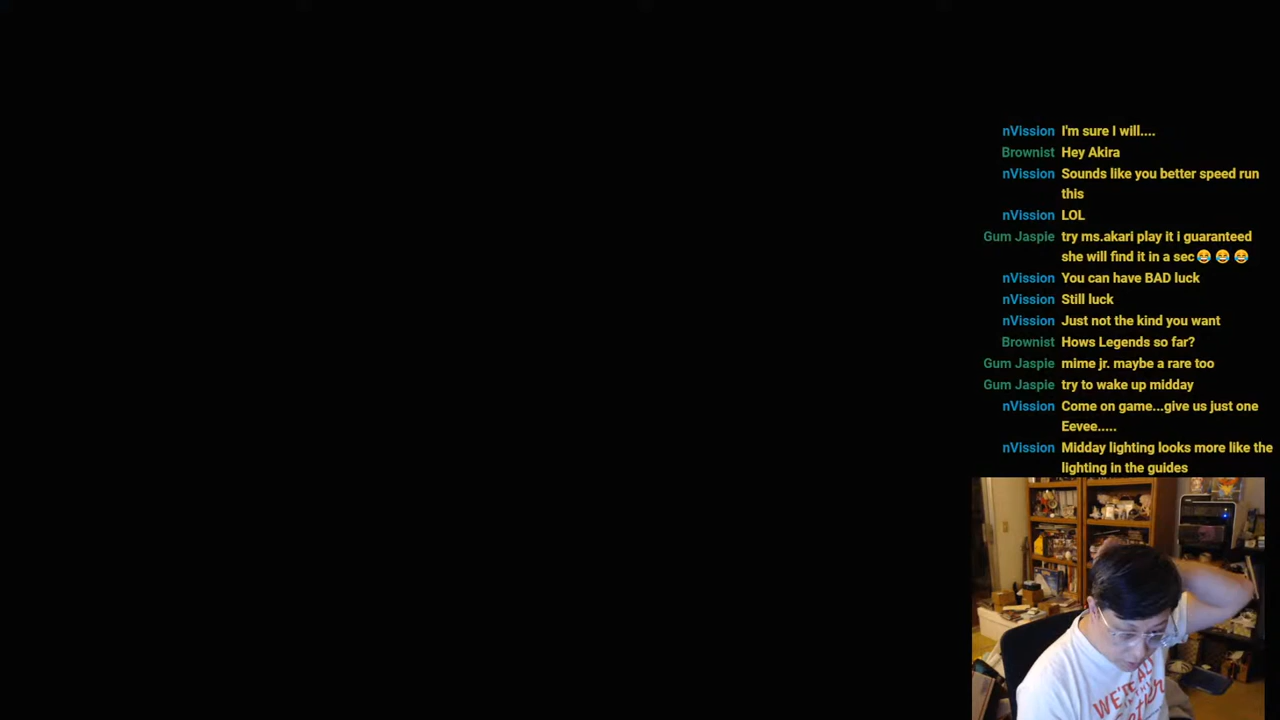 nVission I'm sure I will....
Brownist Hey Akira
nVission Sounds like you better speed run
this
nVission LOL
Gum Jaspie try ms.akari play it i guaranteed
she will find it in a sec😂😂😂
nVission You can have BAD luck
nVission Still luck
nVission Just not the kind you want
Brownist Hows Legends so far?
Gum Jaspie mime jr. maybe a rare too
Gum Jaspie try to wake up midday
nVission Come on game...give us just one
Eevee.....
nVission Midday lighting looks more like the
lighting in the guides
WE'RE ALL